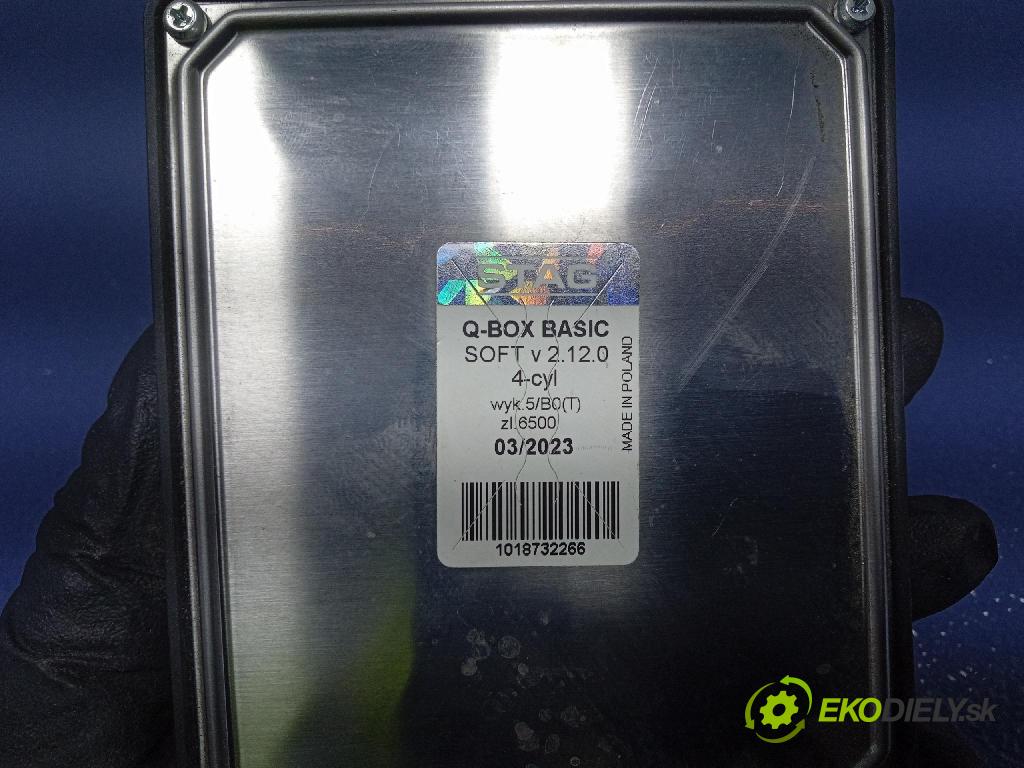 STAG
Q-BOX BASIC
SOFT v 2.12.0
4-cyl
wyk.5/B0(T)
zl.6500
03/2023
MADE IN POLAND
1018732266
EKODIELY.sk